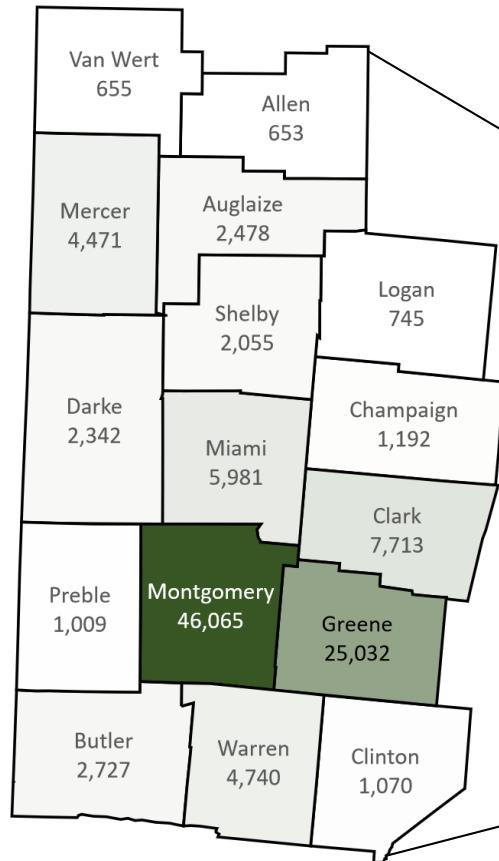 Van Wert
655
Allen
653
Mercer
4,471
Auglaize
2,478
Shelby
2,055
Logan
745
Darke
2,342
Miami
5,981
Champaign
1,192
Clark
7,713
Preble
1,009
Montgomery
46,065
Greene
25,032
Butler
2,727
Warren
4,740
Clinton
1,070